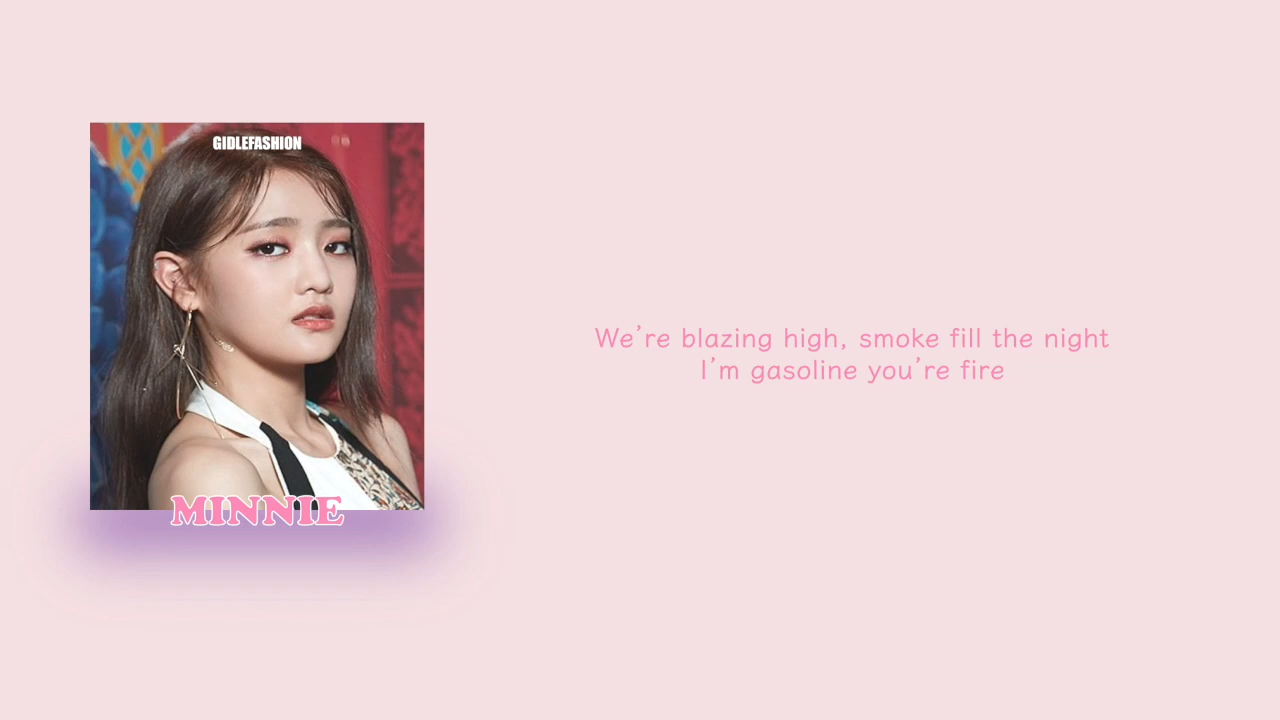 GIDLEFASHION
MINNIE
We're blazing high, smoke fill the night
I'm gasoline you're fire